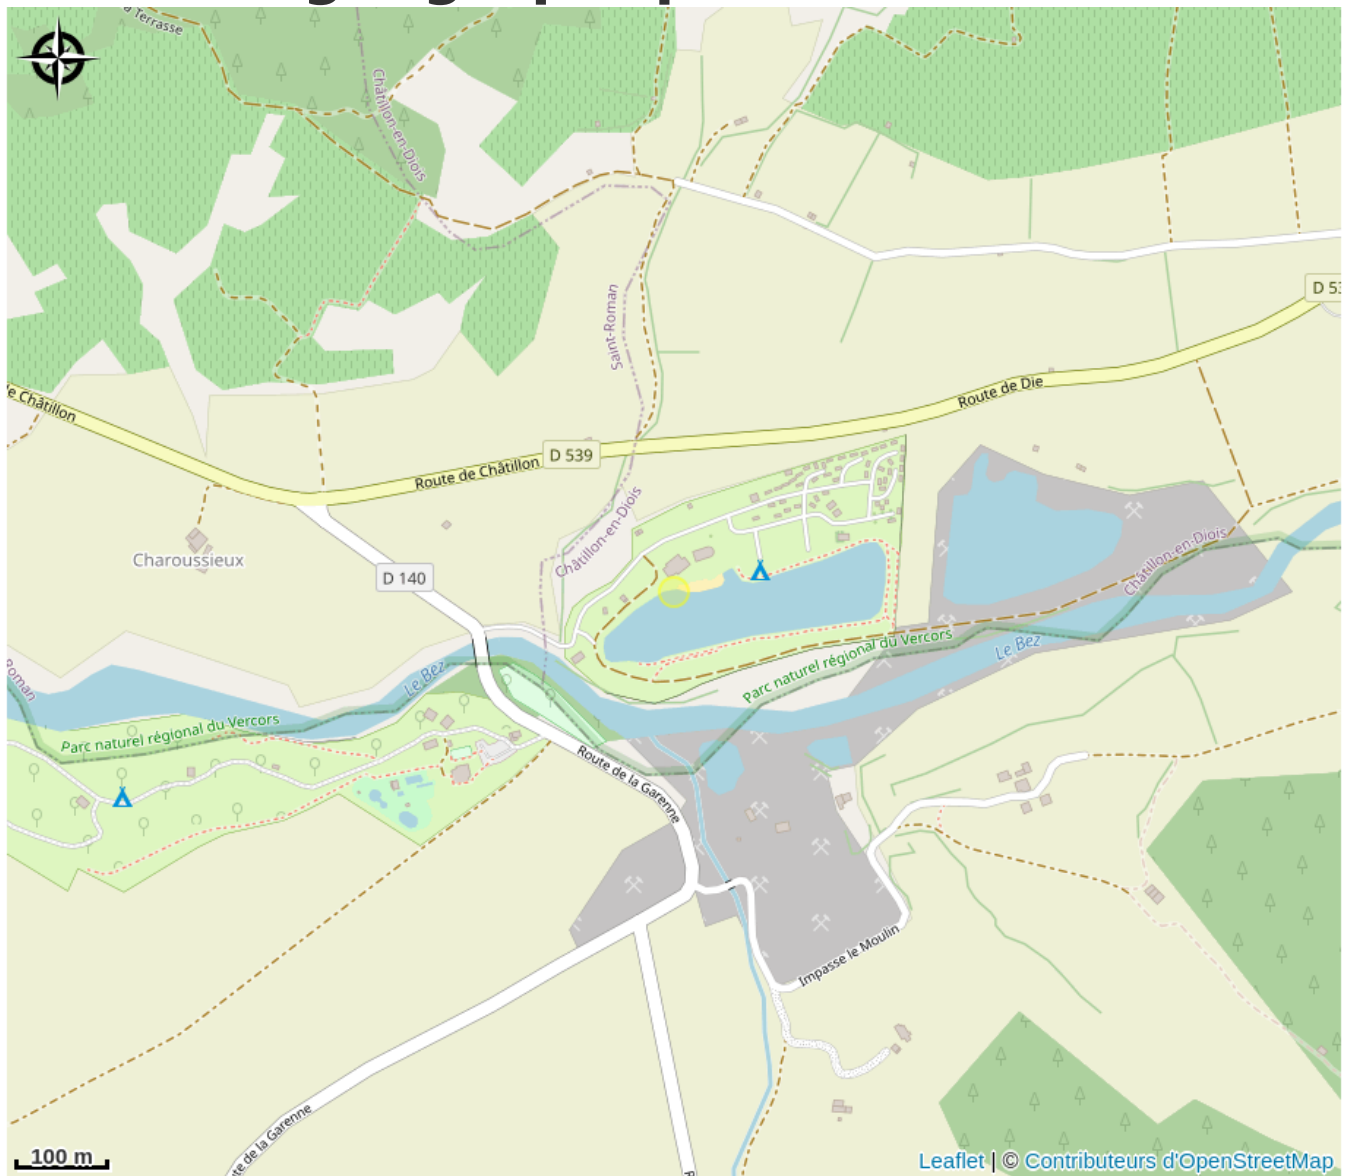 Terrasse
Châtillon-en-Diois
Saint-Roman
D 53
Route de Die
de Châtillon
D 539
Route de Châtillon
Châtillon-en-Diois
Châtillon-en-Diois
Charoussieux
D 140
Le Bez
Parc naturel régional du Vercors
Roman
Le Bez
Parc naturel régional du Vercors
Route de la Garenne
Impasse le Moulin
te de la Garenne
100 m
Leaflet | © Contributeurs d'OpenStreetMap